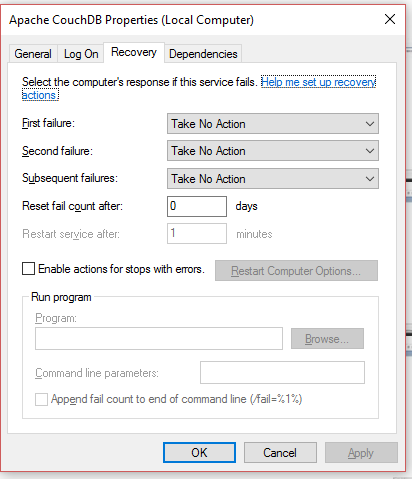 Apache CouchDB Properties (Local Computer)
General Log On Recovery Dependencies
Select the computer's response if this service fails. Help me set up recovery
actions.
First failure: Take No Action
Second failure: Take No Action
Subsequent failures: Take No Action
Reset fail count after: 0 days
Restart service after: 1 minutes
Enable actions for stops with errors. Restart Computer Options...
Run program
Program:
Browse...
Command line parameters:
Append fail count to end of command line (/fail=%1%)
OK Cancel Apply